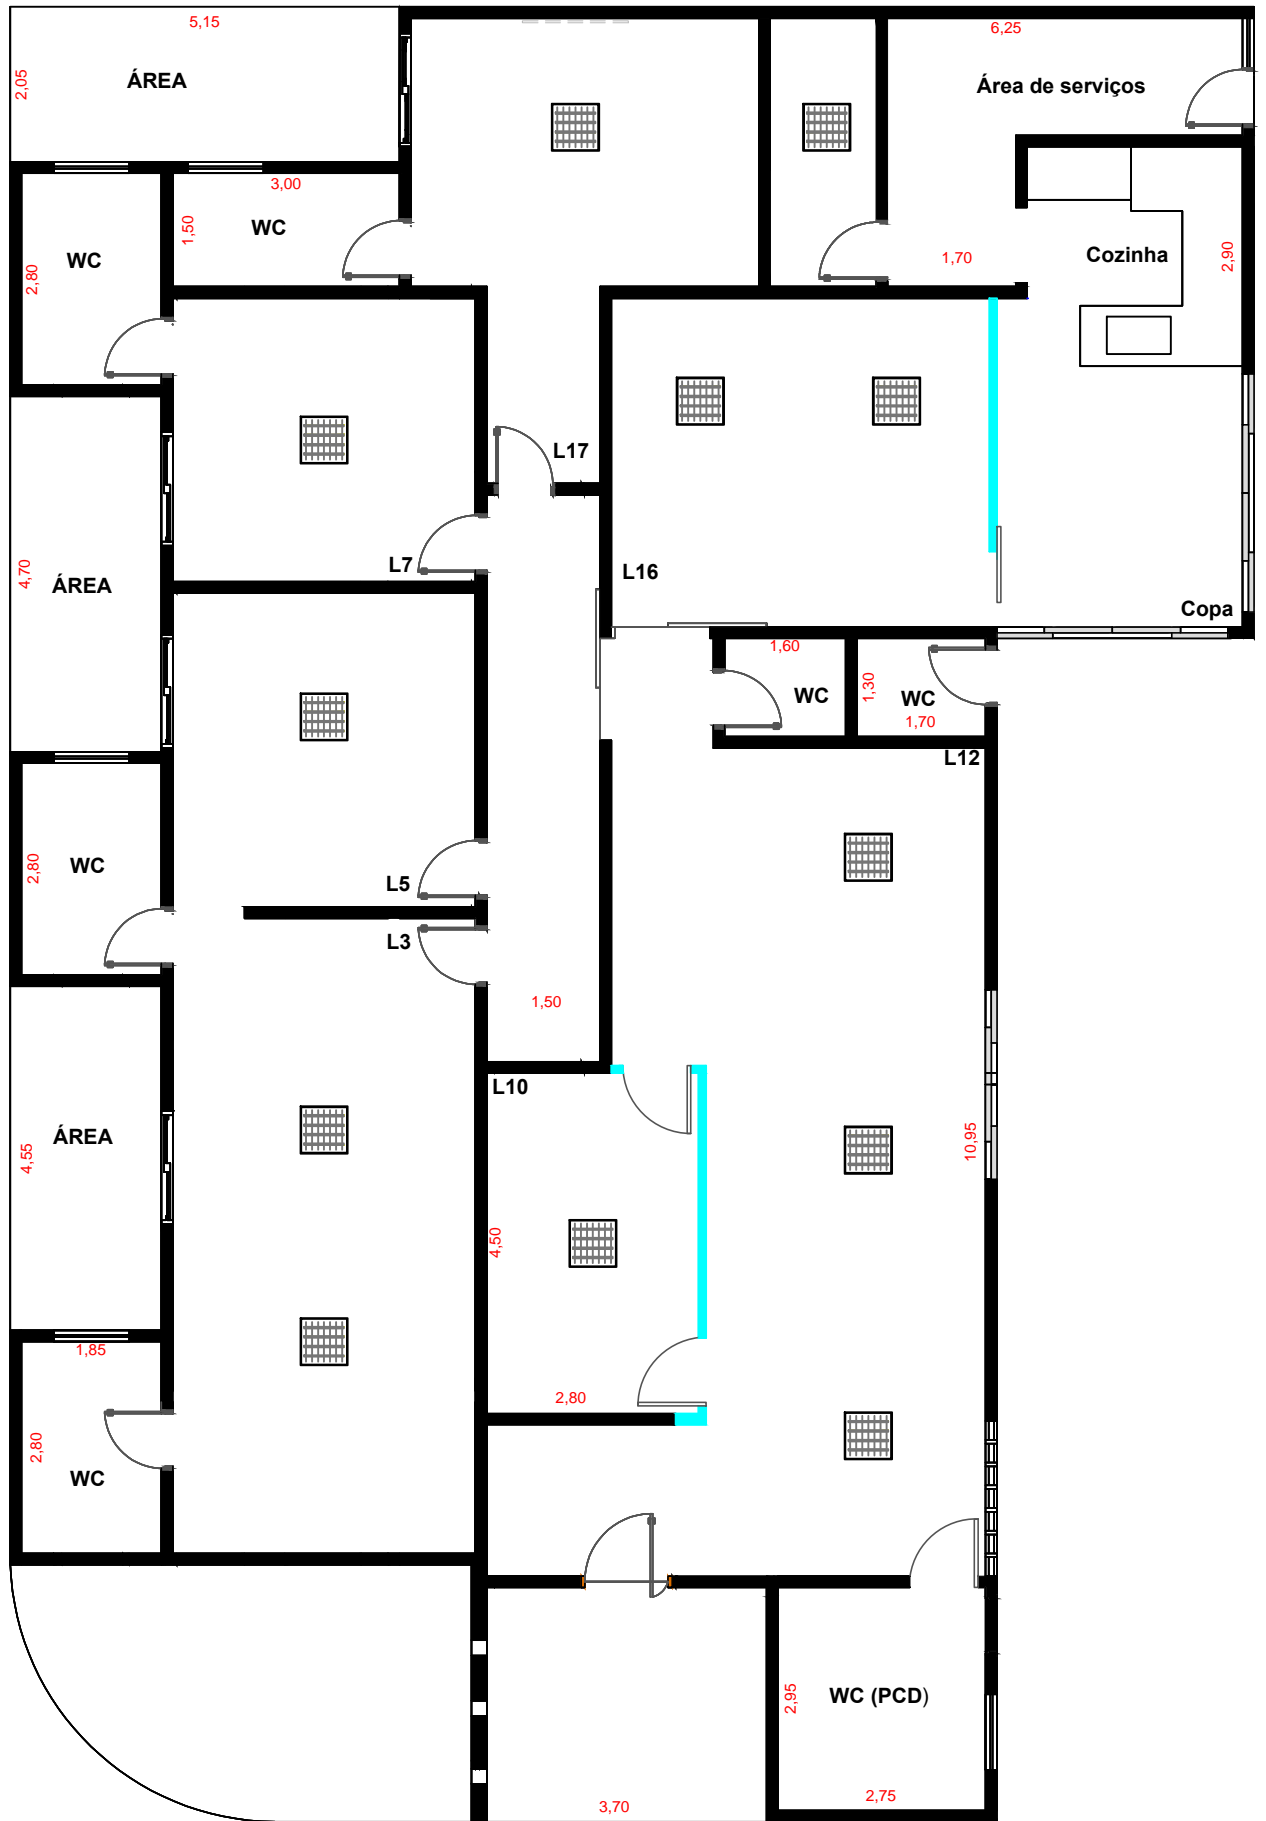 5,15
6,25
2,05
ÁREA
Área de serviços
3,00
1,50
WC
WC
2,80
1,70
Cozinha
2,90
L17
L7
L16
4,70
ÁREA
Copa
1,60
WC
1,30
WC
1,70
L12
2,80
WC
L5
L3
1,50
L10
4,55
ÁREA
10,95
4,50
1,85
2,80
2,80
WC
2,95
WC (PCD)
2,75
3,70